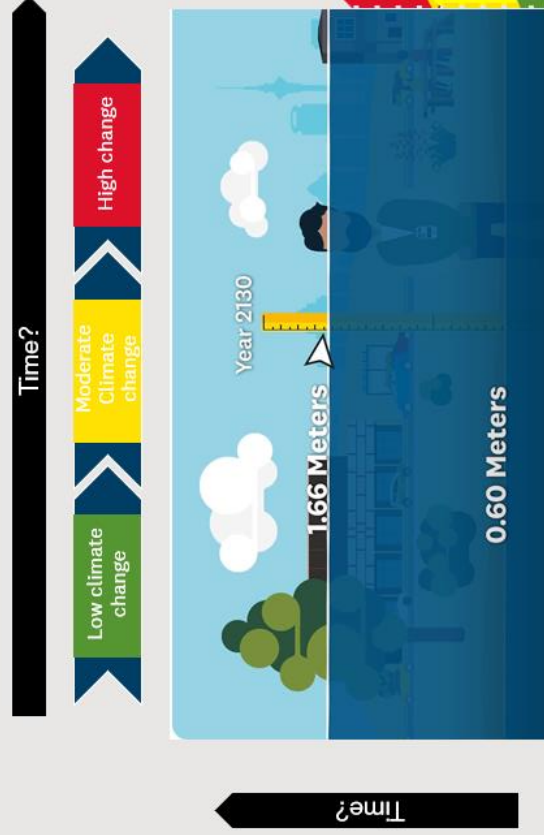 Time?
Low climate
change
Moderate
Climate
change
High change
Year 2130
1.66 Meters
0.60 Meters
Time?